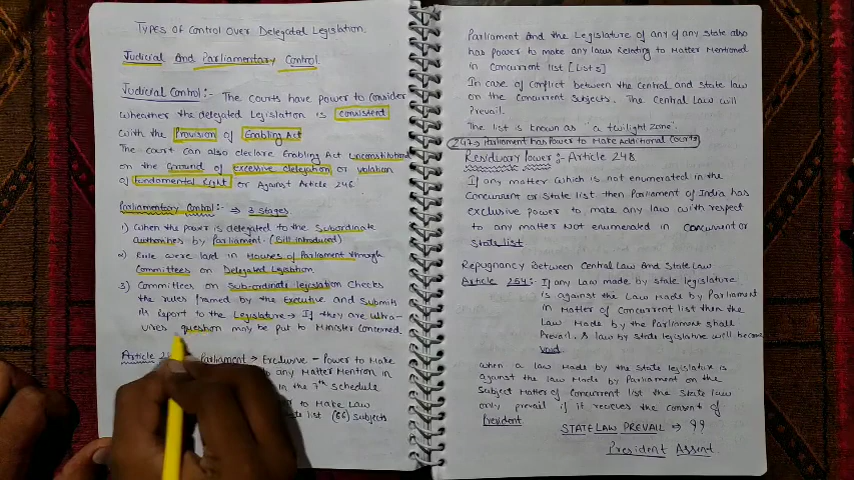 Types of Control Over Delegated Legislation
Judicial And Parliamentary Control
Judicial Control:- The Courts have power to consider
wheather the delegated Legislation is consistent
with the Provision of Enabling Act
The court can also declare Enabling Act unconstitutional
on the Ground of excessive delegation or violation
of fundamental Right or Against Article 246
Parliamentary Control:- → 3 Stages
1) When the power is delegated to the Subordinate
authorities by Parliament. (Bill introduced)
2) Rule were laid in Houses of Parliament through
Committees on Delegated Legislation
3) Committees on Sub-ordinate legislation Checks
the rules framed by the Executive and Submits
report to the Legislature → If they are ultra-
vires question may be put to Minister Concerned
Article Parliament → Exclusive - Power to Make
to any Matter Mention in
in the 7th Schedule
to Make Law
list (66) Subjects
Parliament and the Legislature of any of any state also
has power to make any laws Relating to Matter Mentioned
in Concurrent list [List 3]
In case of Conflict between the Central and State law
on the Concurrent Subjects. The Central Law will
Prevail.
The list is known as "a twilight Zone"
247→ Parliament has Power to Make Additional Courts
Residuary Power:- Article 248
If any matter which is not enumerated in the
Concurrent or State list then Parliament of India has
exclusive power to make any law with respect
to any matter Not enumerated in concurrent or
State list
Repugnancy Between Central Law And State Law
Article 254:- If any Law made by state legislature
is against the Law Made by Parliament
in Matter of Concurrent list then the
Law Made by the Parliament shall
Prevail. A law by state legislative well become
void
when a law made by the state legislature is
against the law Made by Parliament on the
Subject Matter of Concurrent list the State law
only prevail if it recieves the consent of
President
STATE LAW PREVAIL →
President Assent